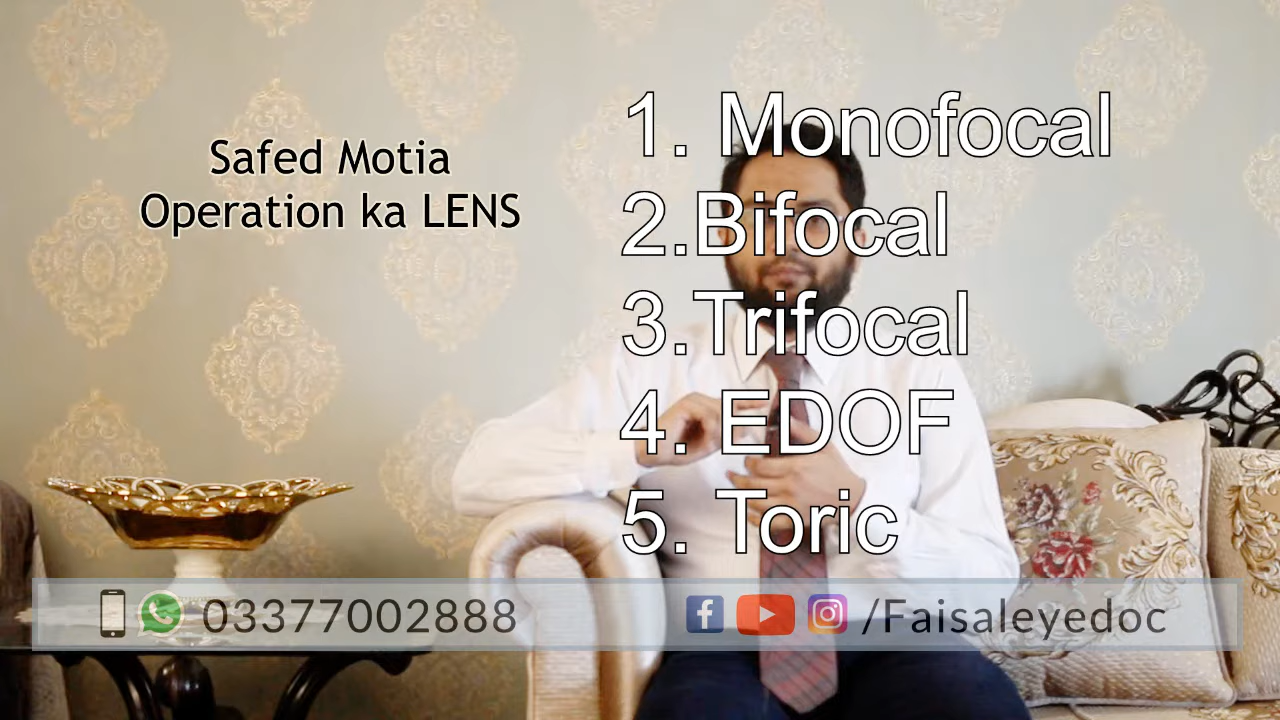 Safed Motia
Operation ka LENS
1. Monofocal
2.Bifocal
3.Trifocal
4. EDOF
5. Toric
03377002888
/Faisaleyedoc